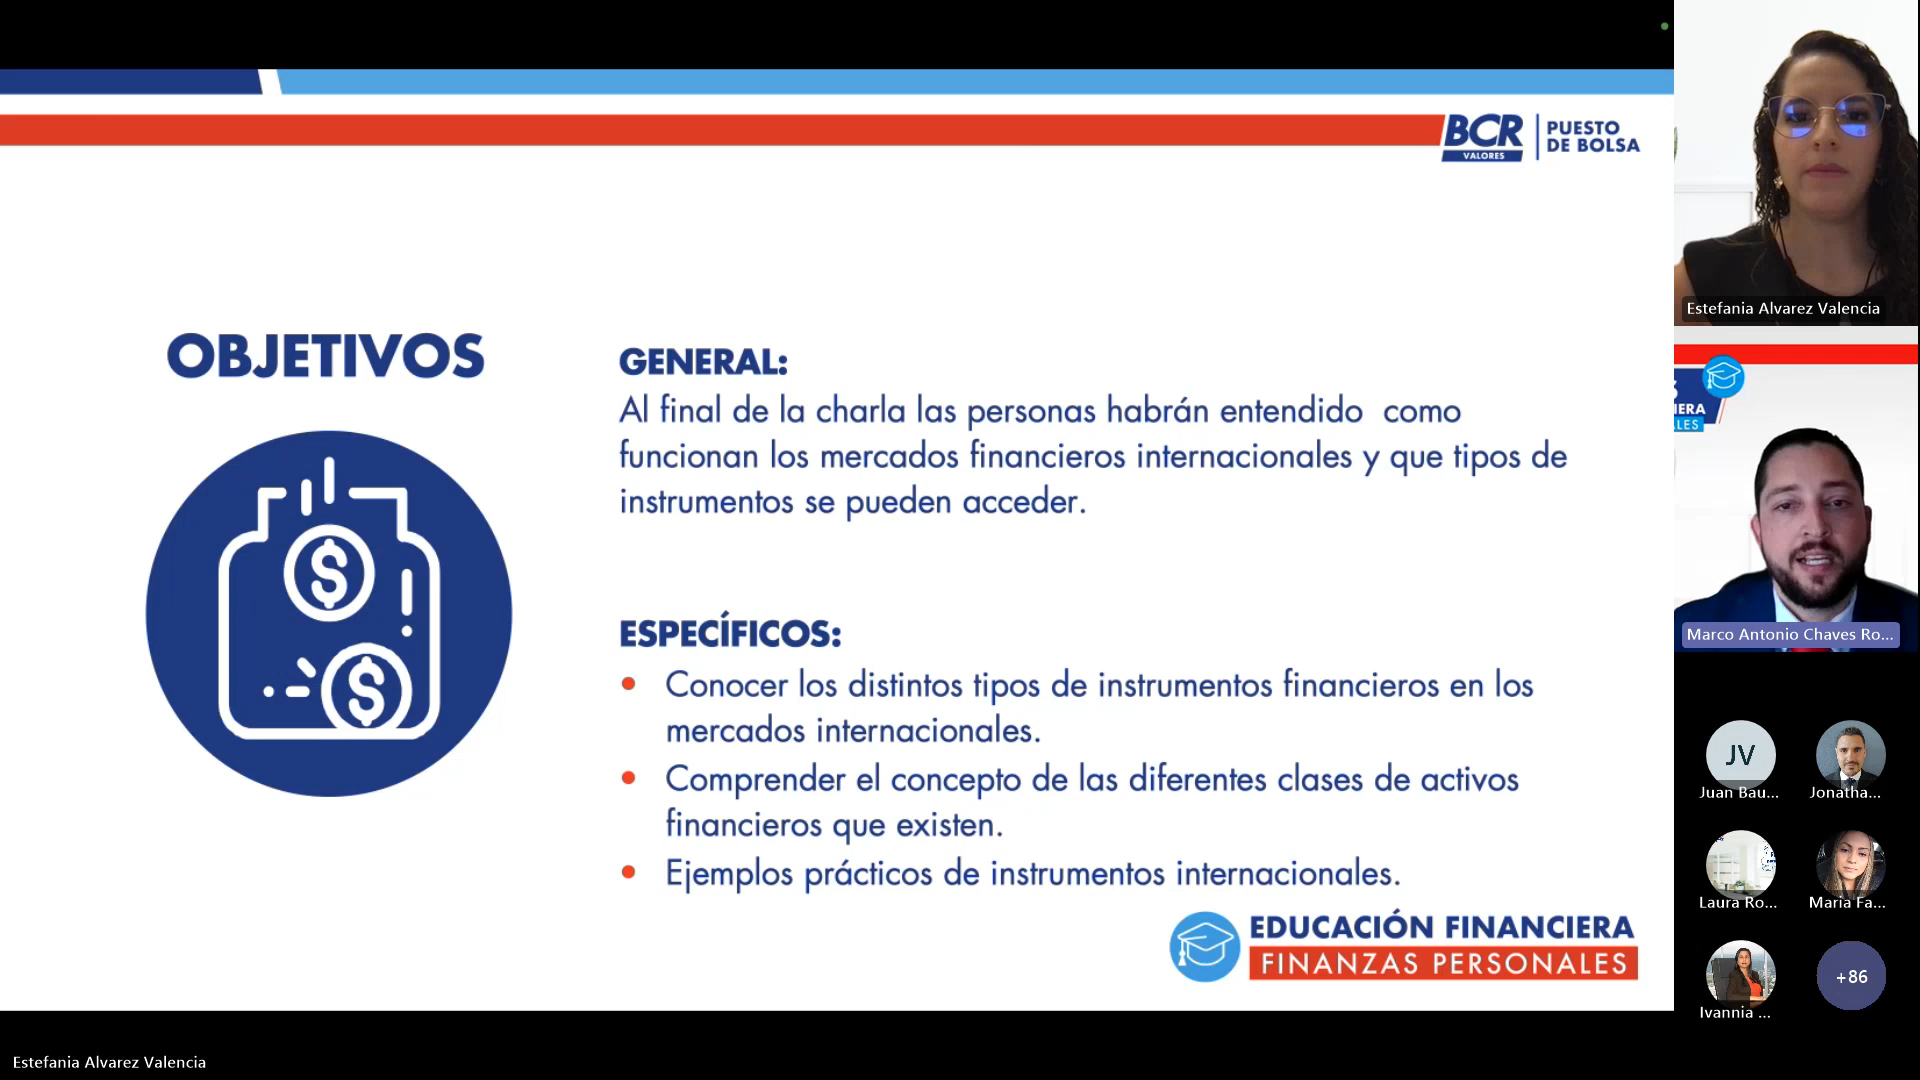 BCR
VALORES
PUESTO
DE BOLSA
OBJETIVOS
GENERAL:
Al final de la charla las personas habrán entendido como
funcionan los mercados financieros internacionales y que tipos de
instrumentos se pueden acceder.
ESPECÍFICOS:
• Conocer los distintos tipos de instrumentos financieros en los
mercados internacionales.
• Comprender el concepto de las diferentes clases de activos
financieros que existen.
• Ejemplos prácticos de instrumentos internacionales.
EDUCACIÓN FINANCIERA
FINANZAS PERSONALES
Estefania Alvarez Valencia
Estefania Alvarez Valencia
Marco Antonio Chaves Ro...
JV
Juan Bau...
Jonatha...
Laura Ro...
Maria Fa...
Ivannia ...
+86